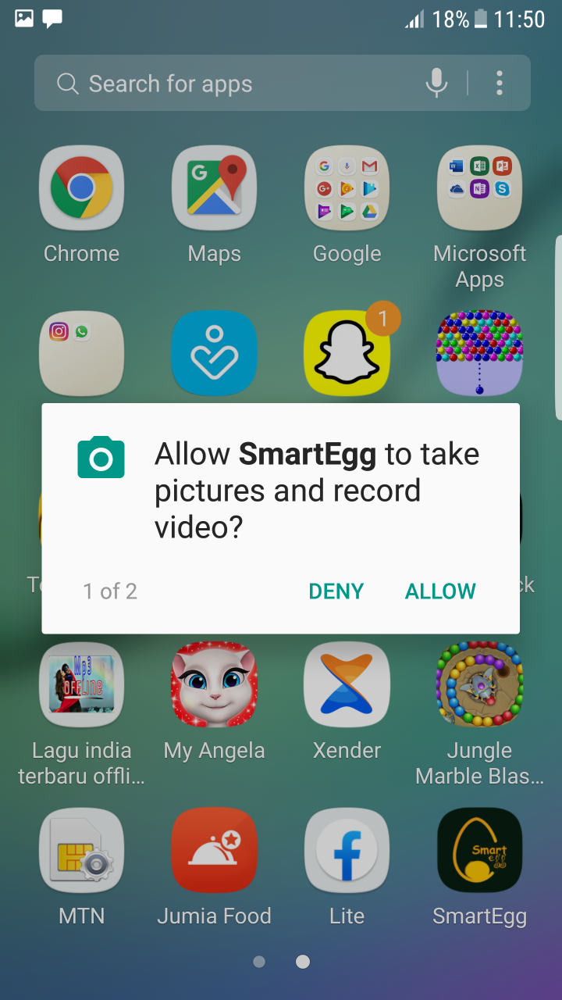 18% 11:50
Search for apps
Chrome
Maps
Google
Microsoft
Apps
1
Allow SmartEgg to take
pictures and record
video?
1 of 2
DENY
ALLOW
ck
Mp3
OFFLINE
Lagu india
terbaru offli...
My Angela
Xender
Jungle
Marble Blas...
Smart
egg
MTN
Jumia Food
Lite
SmartEgg